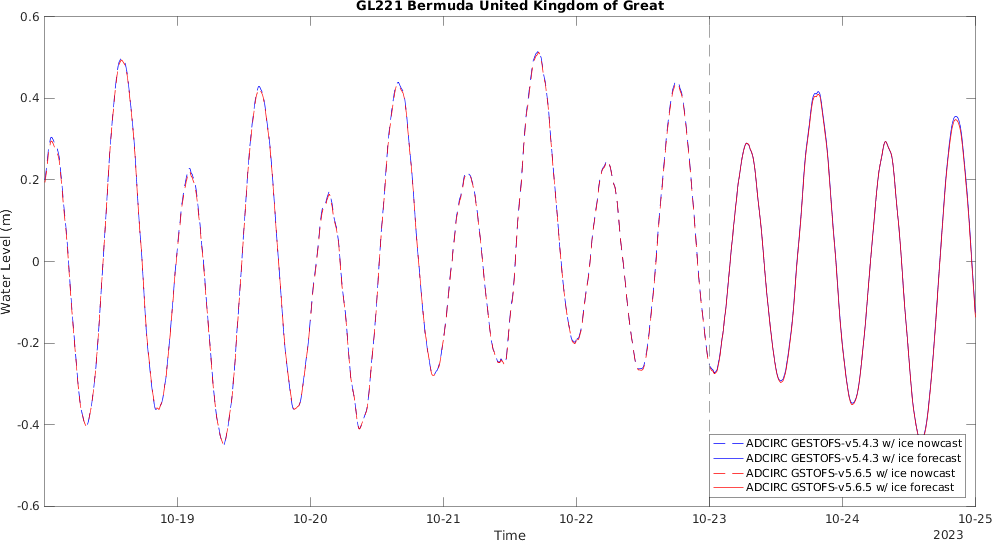 GL221 Bermuda United Kingdom of Great
0.6
0.4
0.2
0
-0.2
-0.4
-0.6
Water Level (m)
ADCIRC GESTOFS-v5.4.3 w/ ice nowcast
ADCIRC GESTOFS-v5.4.3 w/ ice forecast
ADCIRC GSTOFS-v5.6.5 w/ ice nowcast
ADCIRC GSTOFS-v5.6.5 w/ ice forecast
10-19 10-20 10-21 10-22 10-23 10-24 10-25
Time
2023